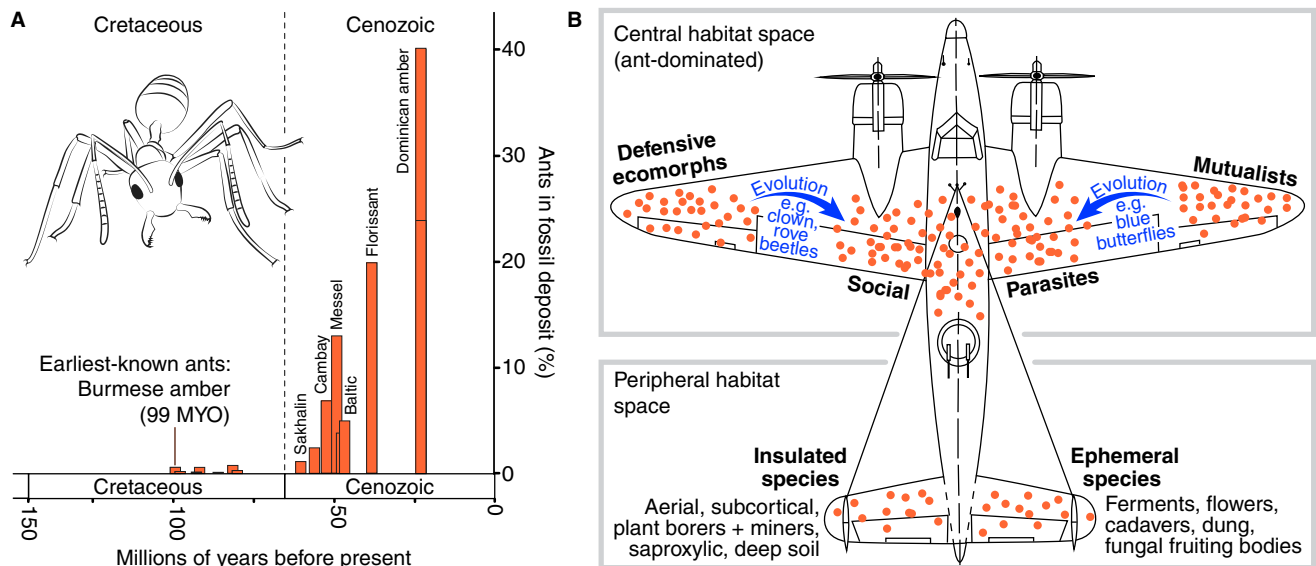 A
Cretaceous
Cenozoic
40
30
20
10
0
Ants in fossil deposit (%)
Dominican amber
Florissant
Messel
Cambay
Baltic
Sakhalin
Earliest-known ants:
Burmese amber
(99 MYO)
Cretaceous
Cenozoic
150
100
50
0
Millions of years before present
B
Central habitat space
(ant-dominated)
Defensive
ecomorphs
Mutualists
Evolution
e.g.
clown,
rove
beetles
Evolution
e.g.
blue
butterflies
Social
Parasites
Peripheral habitat
space
Insulated
species
Aerial, subcortical,
plant borers + miners,
saproxylic, deep soil
Ephemeral
species
Ferments, flowers,
cadavers, dung,
fungal fruiting bodies